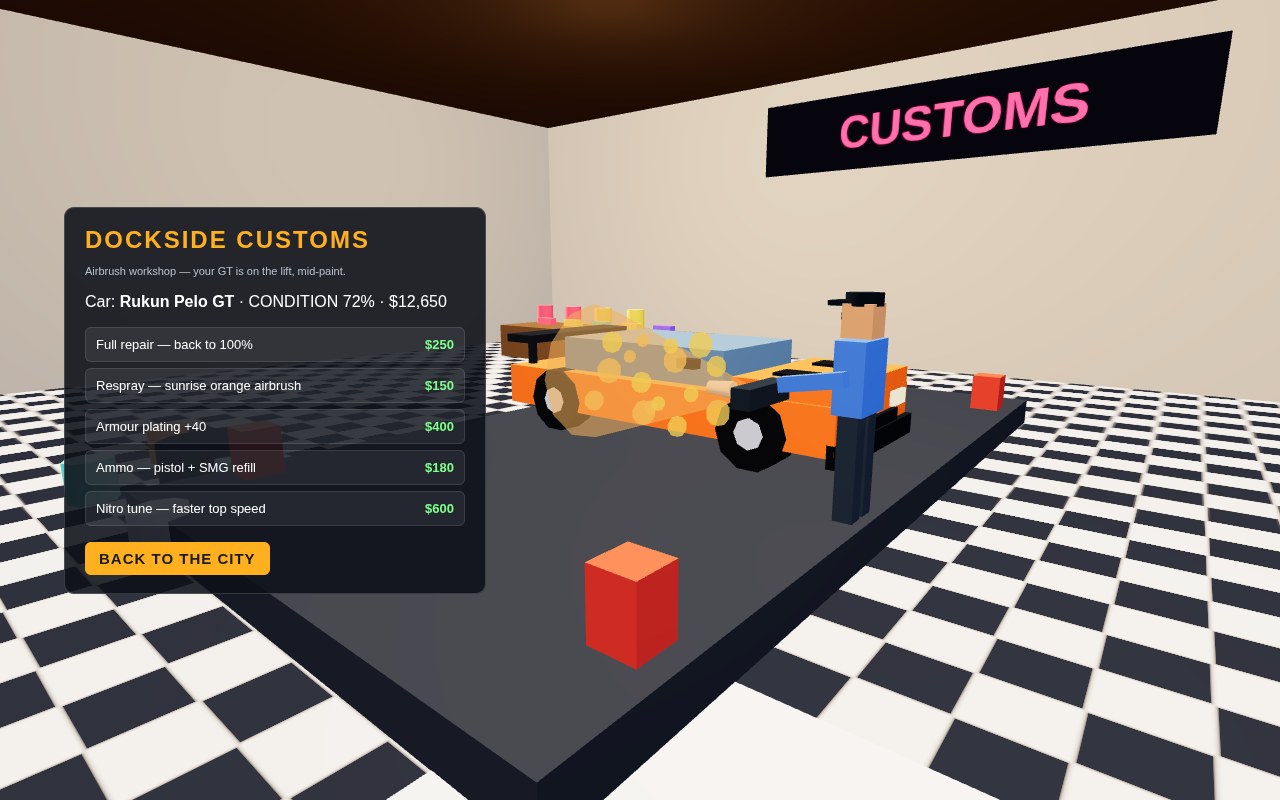 CUSTOMS
DOCKSIDE CUSTOMS
Airbrush workshop — your GT is on the lift, mid-paint.
Car: Rukun Pelo GT · CONDITION 72% · $12,650
Full repair — back to 100% $250
Respray — sunrise orange airbrush $150
Armour plating +40 $400
Ammo — pistol + SMG refill $180
Nitro tune — faster top speed $600
BACK TO THE CITY